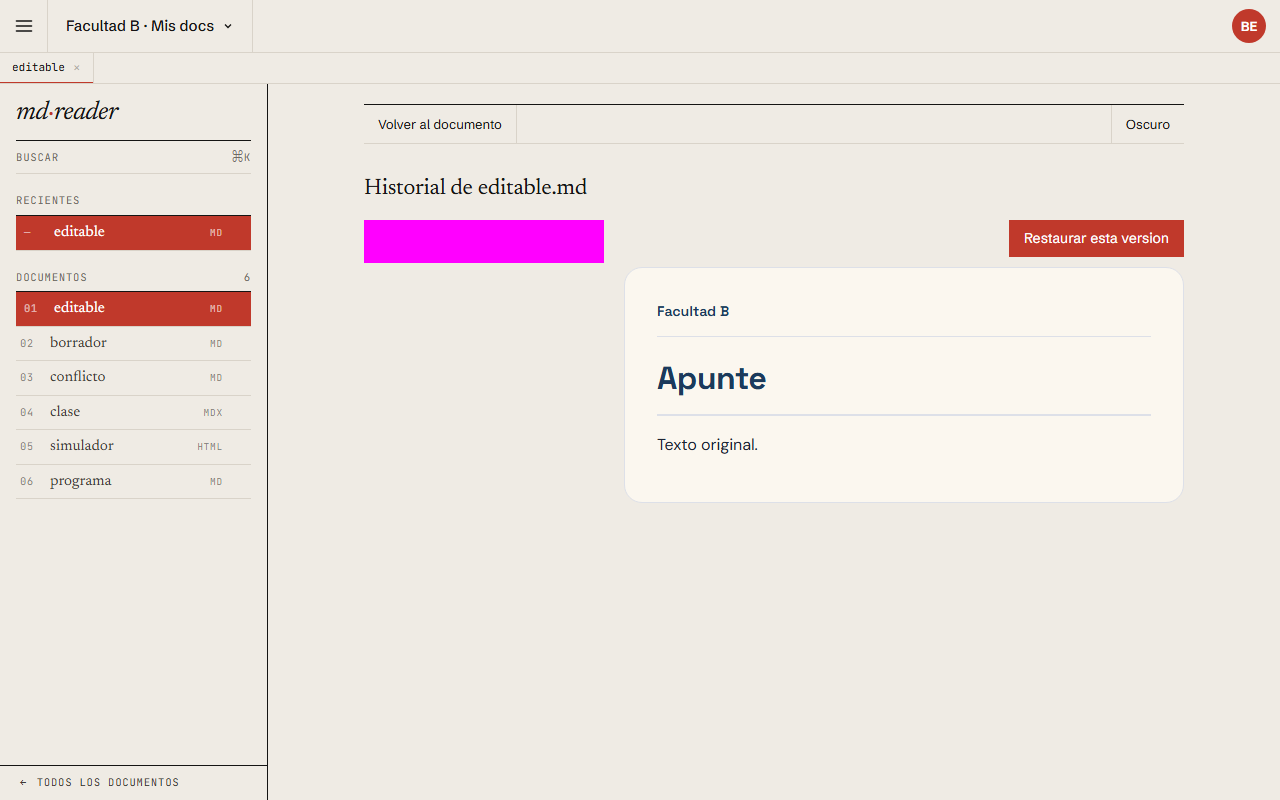 Facultad B · Mis docs
BE
editable ×
md·reader
BUSCAR ⌘K
RECIENTES
— editable MD
DOCUMENTOS 6
01 editable MD
02 borrador MD
03 conflicto MD
04 clase MDX
05 simulador HTML
06 programa MD
← TODOS LOS DOCUMENTOS
Volver al documento
Oscuro
Historial de editable.md
Restaurar esta version
Facultad B
Apunte
Texto original.